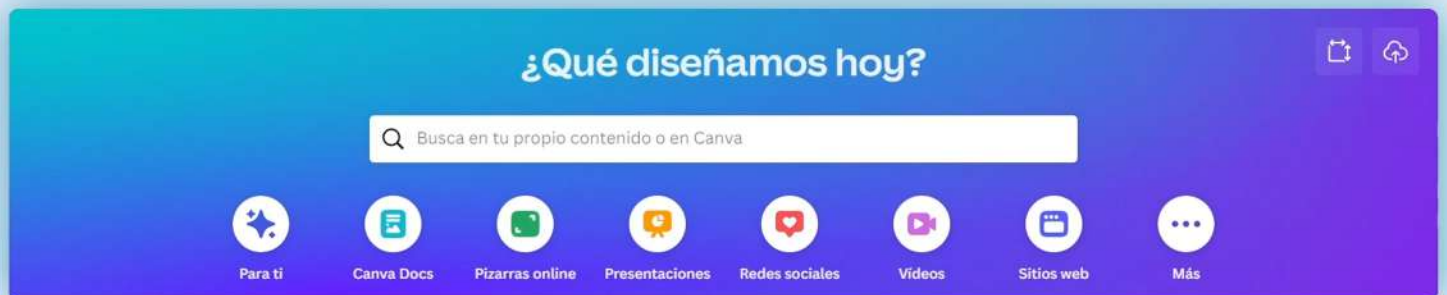 ¿Qué diseñamos hoy?
Busca en tu propio contenido o en Canva
Para ti
Canva Docs
Pizarras online
Presentaciones
Redes sociales
Vídeos
Sitios web
Más